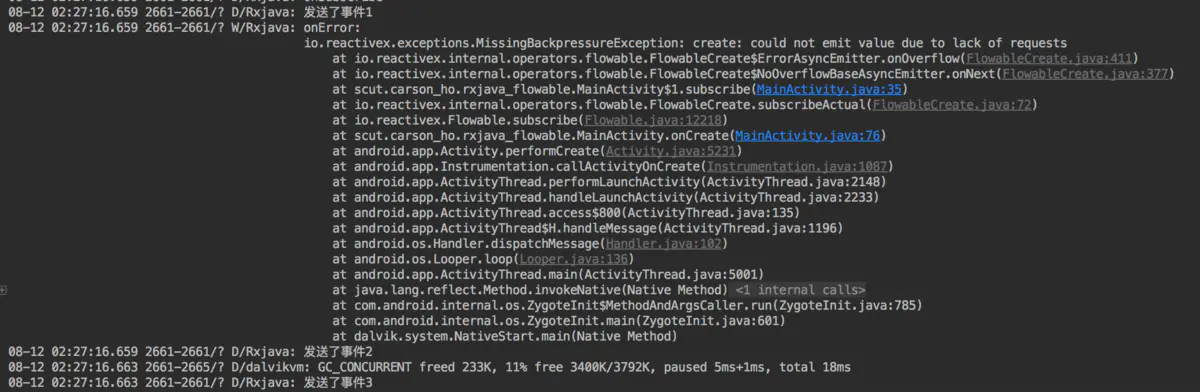 08-12 02:27:16.659 2661-2661/? D/Rxjava: 发送了事件1
08-12 02:27:16.659 2661-2661/? W/Rxjava: onError:
io.reactivex.exceptions.MissingBackpressureException: create: could not emit value due to lack of requests
at io.reactivex.internal.operators.flowable.FlowableCreate$ErrorAsyncEmitter.onOverflow(FlowableCreate.java:411)
at io.reactivex.internal.operators.flowable.FlowableCreate$NoOverflowBaseAsyncEmitter.onNext(FlowableCreate.java:377)
at scut.carson_ho.rxjava_flowable.MainActivity$1.subscribe(MainActivity.java:35)
at io.reactivex.internal.operators.flowable.FlowableCreate.subscribeActual(FlowableCreate.java:72)
at io.reactivex.Flowable.subscribe(Flowable.java:12218)
at scut.carson_ho.rxjava_flowable.MainActivity.onCreate(MainActivity.java:76)
at android.app.Activity.performCreate(Activity.java:5231)
at android.app.Instrumentation.callActivityOnCreate(Instrumentation.java:1087)
at android.app.ActivityThread.performLaunchActivity(ActivityThread.java:2148)
at android.app.ActivityThread.handleLaunchActivity(ActivityThread.java:2233)
at android.app.ActivityThread.access$800(ActivityThread.java:135)
at android.app.ActivityThread$H.handleMessage(ActivityThread.java:1196)
at android.os.Handler.dispatchMessage(Handler.java:102)
at android.os.Looper.loop(Looper.java:136)
at android.app.ActivityThread.main(ActivityThread.java:5001)
at java.lang.reflect.Method.invokeNative(Native Method) <1 internal calls>
at com.android.internal.os.ZygoteInit$MethodAndArgsCaller.run(ZygoteInit.java:785)
at com.android.internal.os.ZygoteInit.main(ZygoteInit.java:601)
at dalvik.system.NativeStart.main(Native Method)
08-12 02:27:16.659 2661-2661/? D/Rxjava: 发送了事件2
08-12 02:27:16.663 2661-2665/? D/dalvikvm: GC_CONCURRENT freed 233K, 11% free 3400K/3792K, paused 5ms+1ms, total 18ms
08-12 02:27:16.663 2661-2661/? D/Rxjava: 发送了事件3